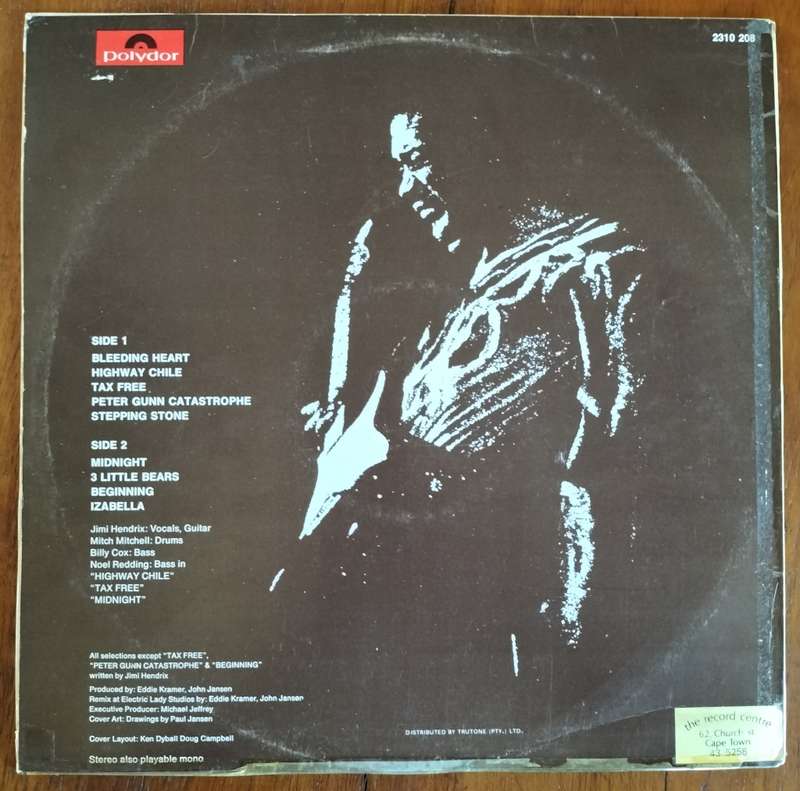 polydor
2310 208
SIDE 1
BLEEDING HEART
HIGHWAY CHILE
TAX FREE
PETER GUNN CATASTROPHE
STEPPING STONE
SIDE 2
MIDNIGHT
3 LITTLE BEARS
BEGINNING
IZABELLA
Jimi Hendrix: Vocals, Guitar
Mitch Mitchell: Drums
Billy Cox: Bass
Noel Redding: Bass in
“HIGHWAY CHILE”
“TAX FREE”
“MIDNIGHT”
All selections except “TAX FREE”,
“PETER GUNN CATASTROPHE” & “BEGINNING”
written by Jimi Hendrix
Produced by: Eddie Kramer, John Jansen
Remix at Electric Lady Studios by: Eddie Kramer, John Jansen
Executive Producer: Michael Jeffrey
Cover Art: Drawings by Paul Jansen
Cover Layout: Ken Dyball Doug Campbell
Stereo also playable mono
DISTRIBUTED BY TRUTONE (PTY.) LTD.
the record centre
62, Church st
Cape Town
43 5258